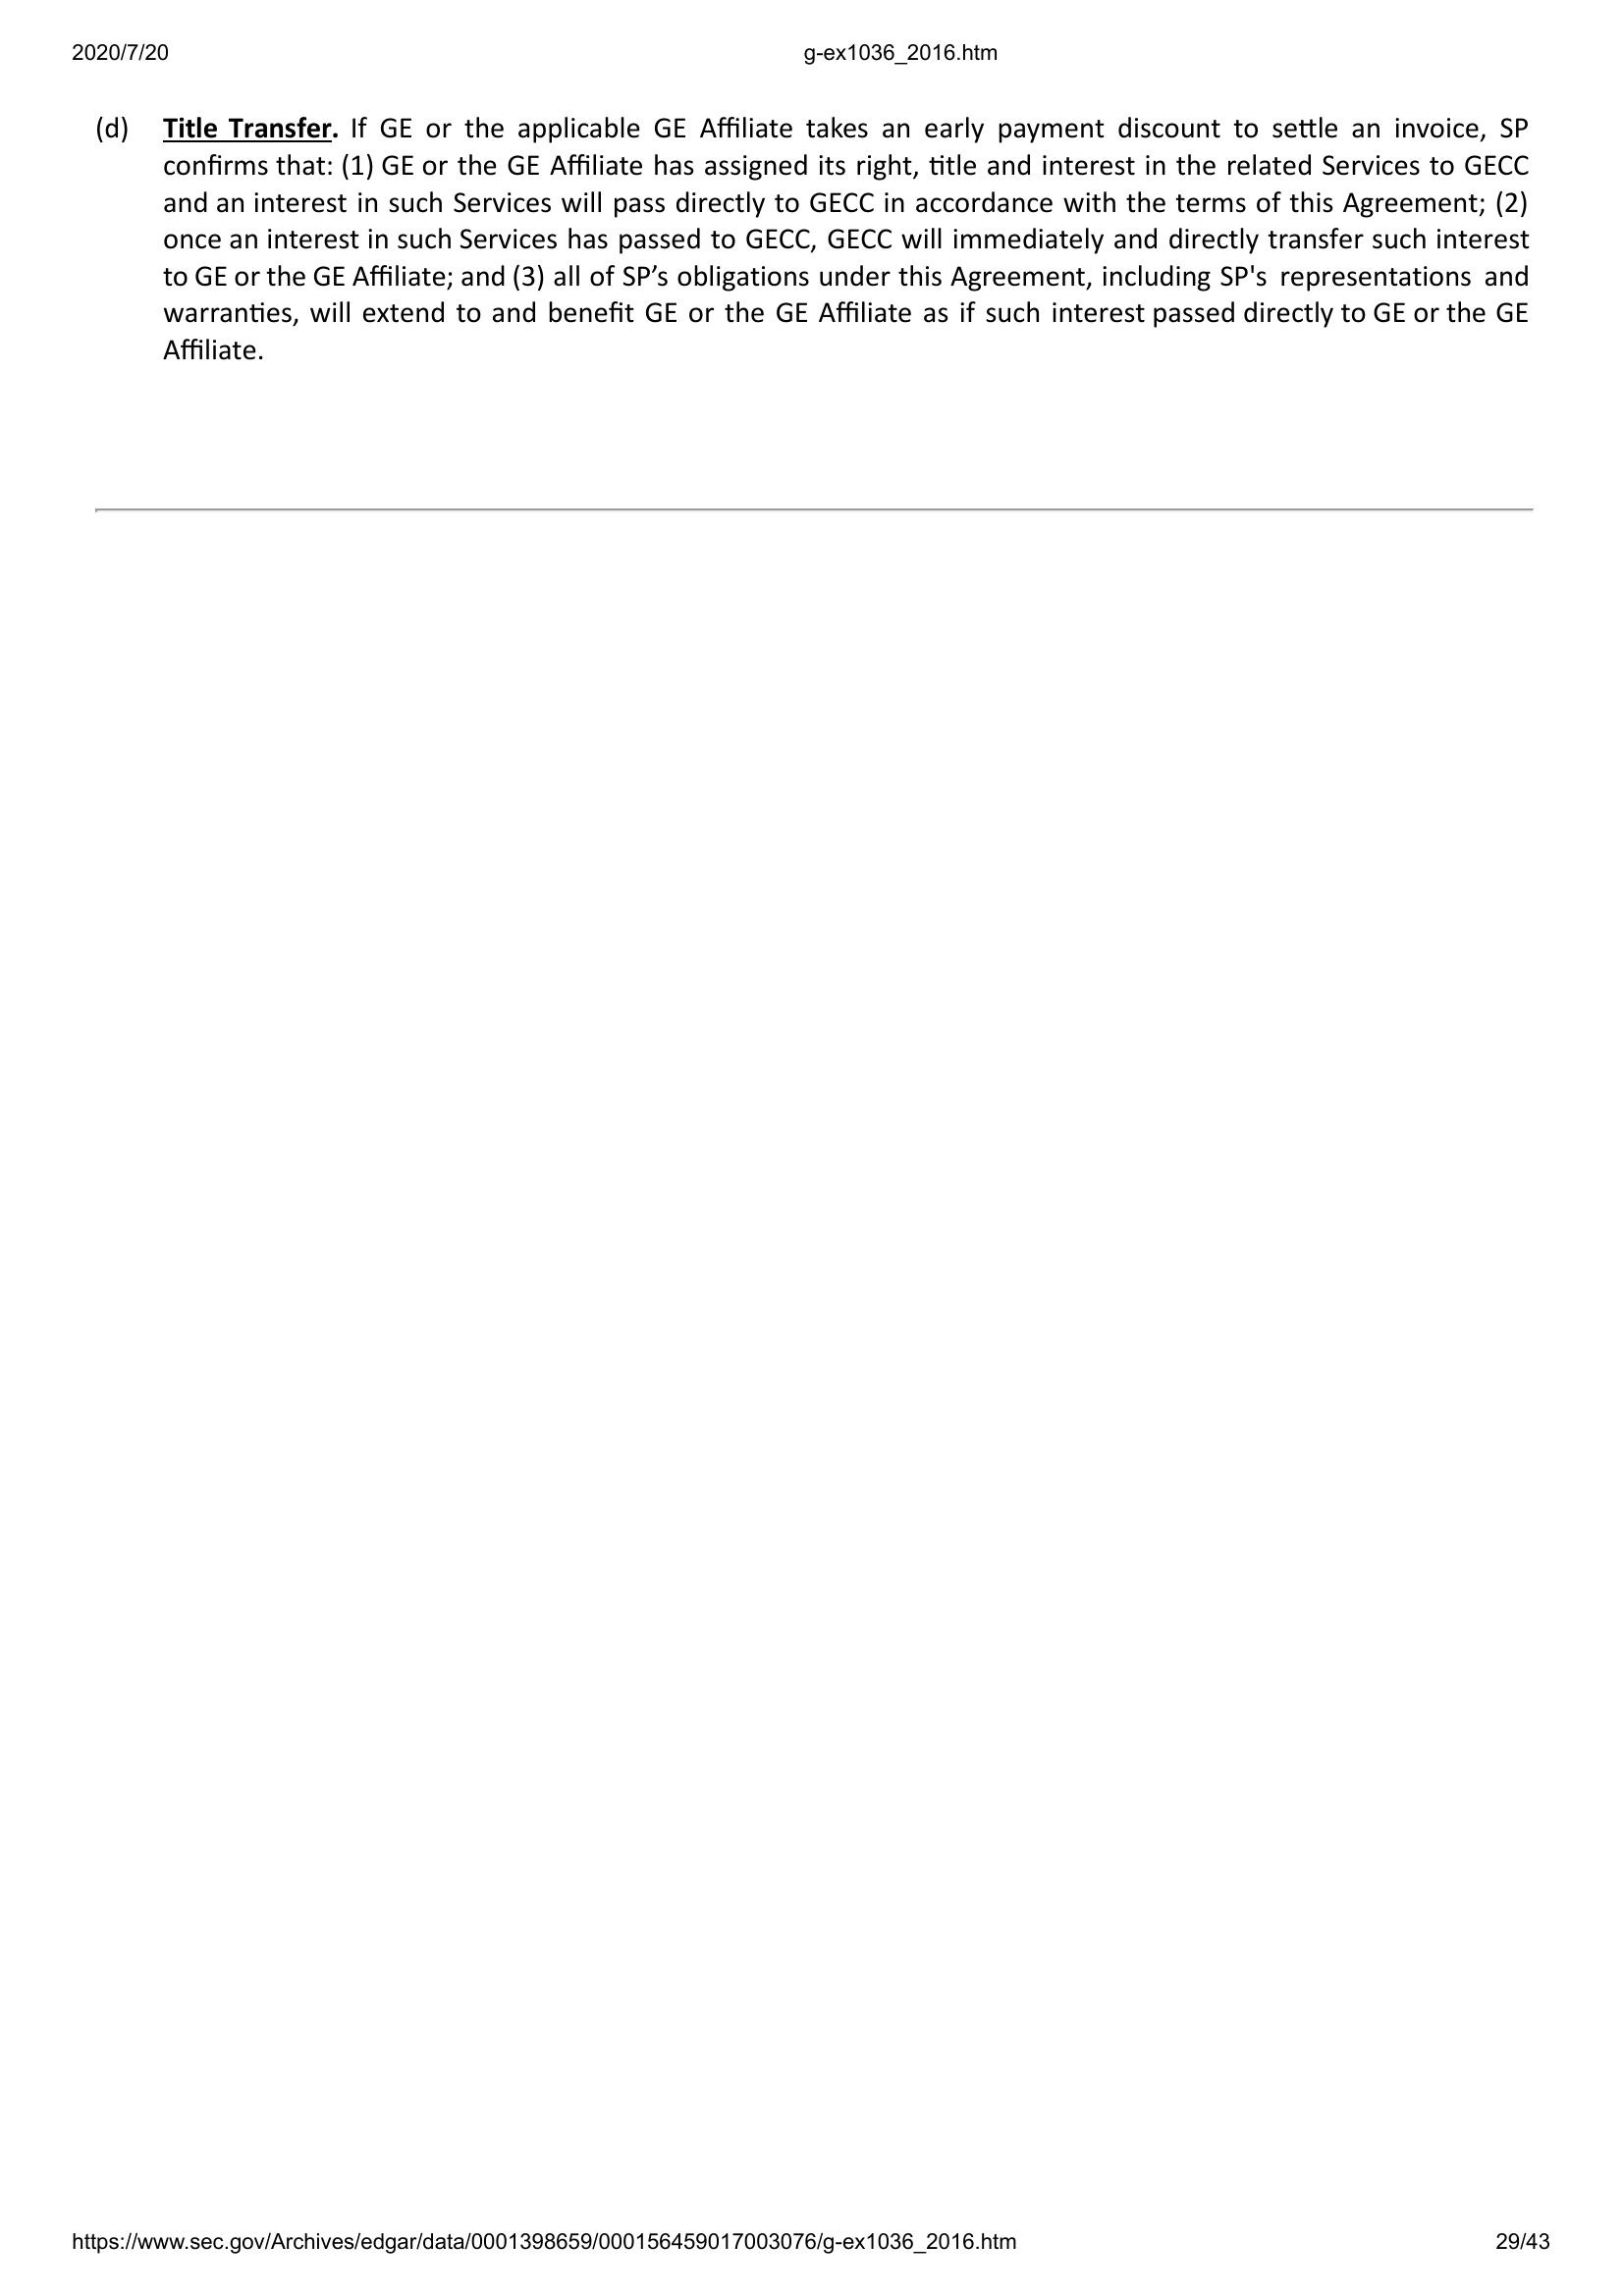 2020/7/20 g-ex1036_2016.htm
(d) Title Transfer. If GE or the applicable GE Affiliate takes an early payment discount to settle an invoice, SP
confirms that: (1) GE or the GE Affiliate has assigned its right, title and interest in the related Services to GECC
and an interest in such Services will pass directly to GECC in accordance with the terms of this Agreement; (2)
once an interest in such Services has passed to GECC, GECC will immediately and directly transfer such interest
to GE or the GE Affiliate; and (3) all of SP’s obligations under this Agreement, including SP's representations and
warranties, will extend to and benefit GE or the GE Affiliate as if such interest passed directly to GE or the GE
Affiliate.
https://www.sec.gov/Archives/edgar/data/0001398659/000156459017003076/g-ex1036_2016.htm 29/43